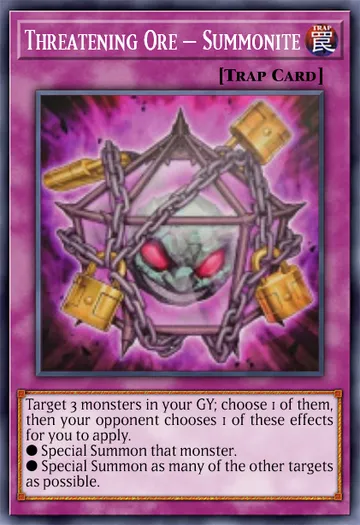 Threatening Ore – Summonite
TRAP
罠
[Trap Card]
Target 3 monsters in your GY; choose 1 of them,
then your opponent chooses 1 of these effects
for you to apply.
● Special Summon that monster.
● Special Summon as many of the other targets
as possible.